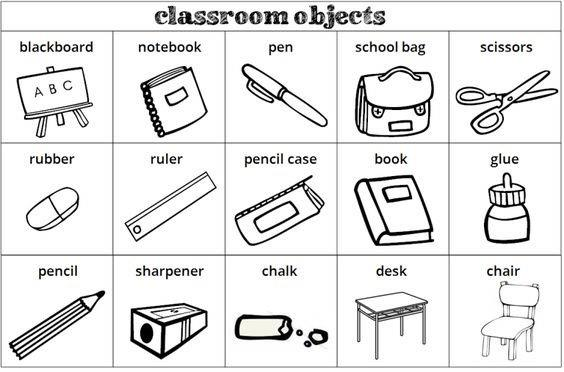 classroom objects
blackboard notebook pen school bag scissors
A B C
rubber ruler pencil case book glue
pencil sharpener chalk desk chair